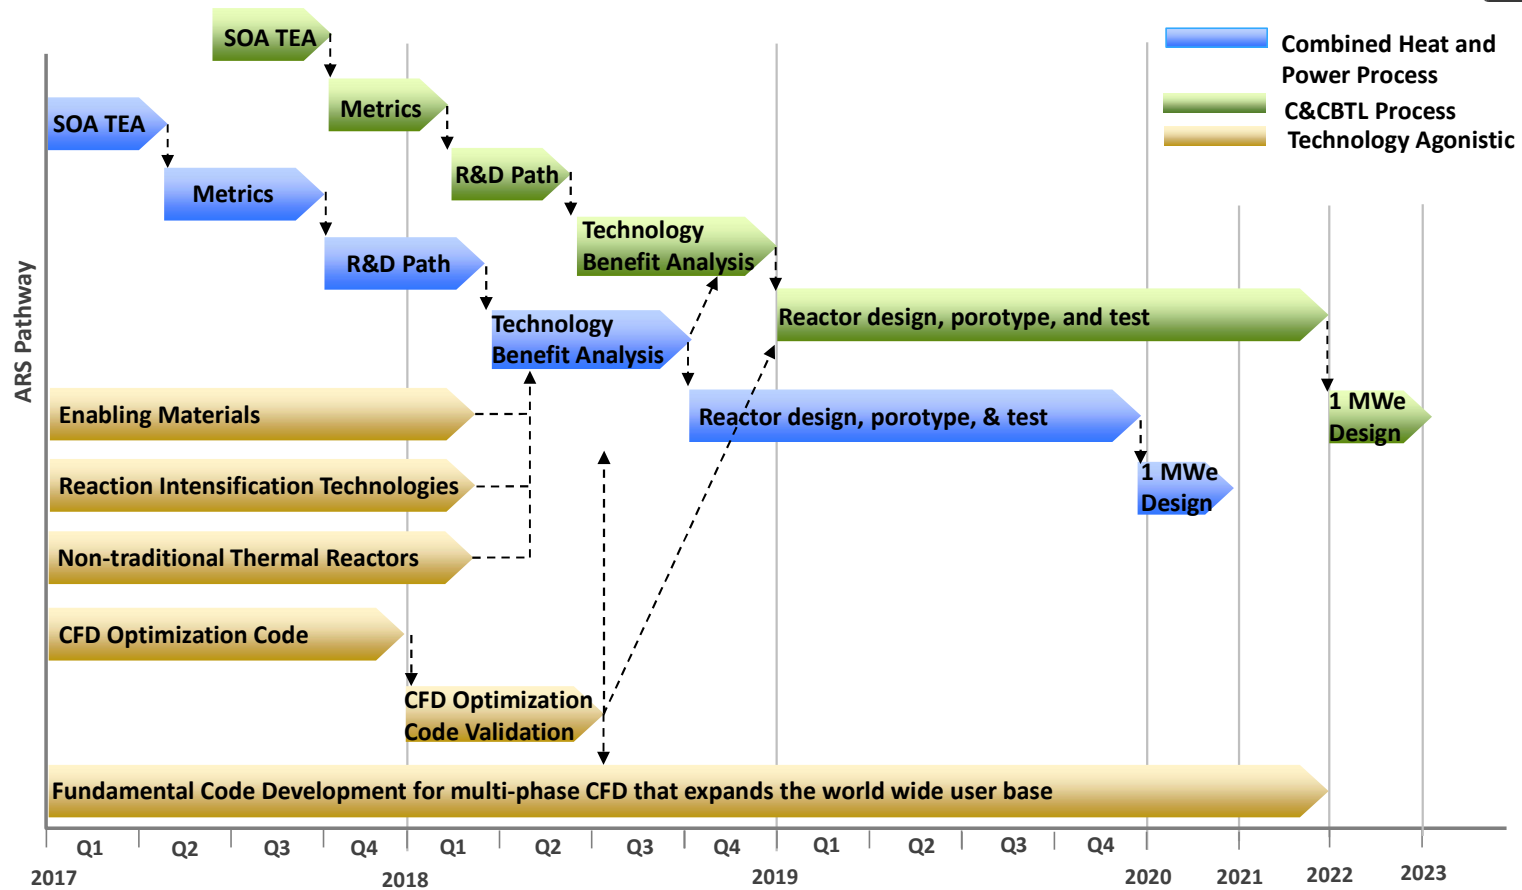 SOA TEA
Combined Heat and
Power Process
C&CBTL Process
Technology Agonistic
Metrics
SOA TEA
R&D Path
Metrics
Technology
Benefit Analysis
R&D Path
Reactor design, porotype, and test
Technology
Benefit Analysis
ARS Pathway
1 MWe
Design
Enabling Materials
Reactor design, porotype, & test
1 MWe
Design
Reaction Intensification Technologies
Non-traditional Thermal Reactors
CFD Optimization Code
CFD Optimization
Code Validation
Fundamental Code Development for multi-phase CFD that expands the world wide user base
Q1 Q2 Q3 Q4 Q1 Q2 Q3 Q4 Q1 Q2 Q3 Q4
2017 2018 2019 2020 2021 2022 2023